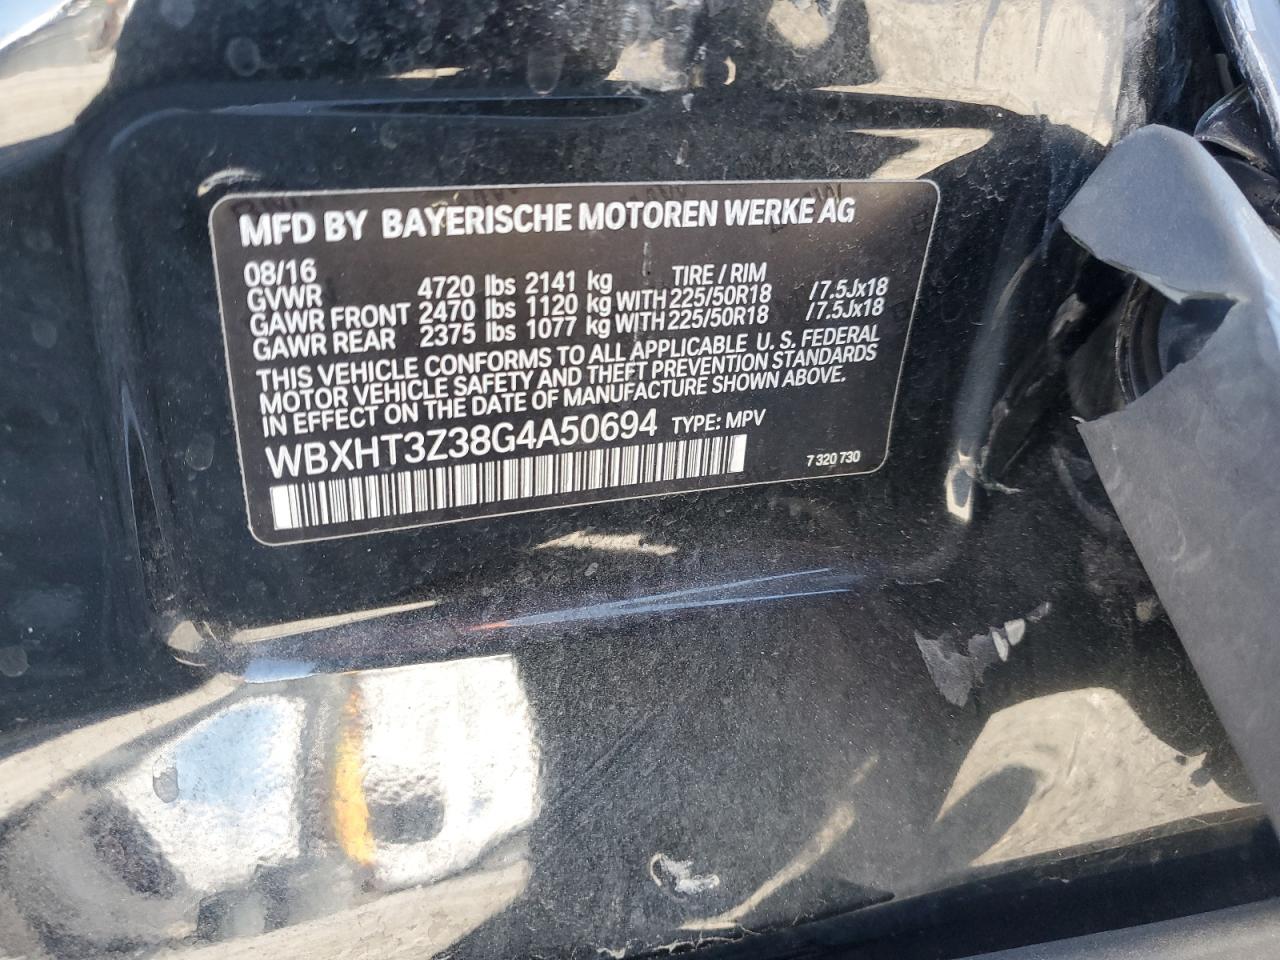 MFD BY BAYERISCHE MOTOREN WERKE AG
08/16
GVWR 4720 lbs 2141 kg TIRE / RIM
GAWR FRONT 2470 lbs 1120 kg WITH 225/50R18 /7.5Jx18
GAWR REAR 2375 lbs 1077 kg WITH 225/50R18 /7.5Jx18
THIS VEHICLE CONFORMS TO ALL APPLICABLE U.S. FEDERAL
MOTOR VEHICLE SAFETY AND THEFT PREVENTION STANDARDS
IN EFFECT ON THE DATE OF MANUFACTURE SHOWN ABOVE.
WBXHT3Z38G4A50694 TYPE: MPV
7 320 730